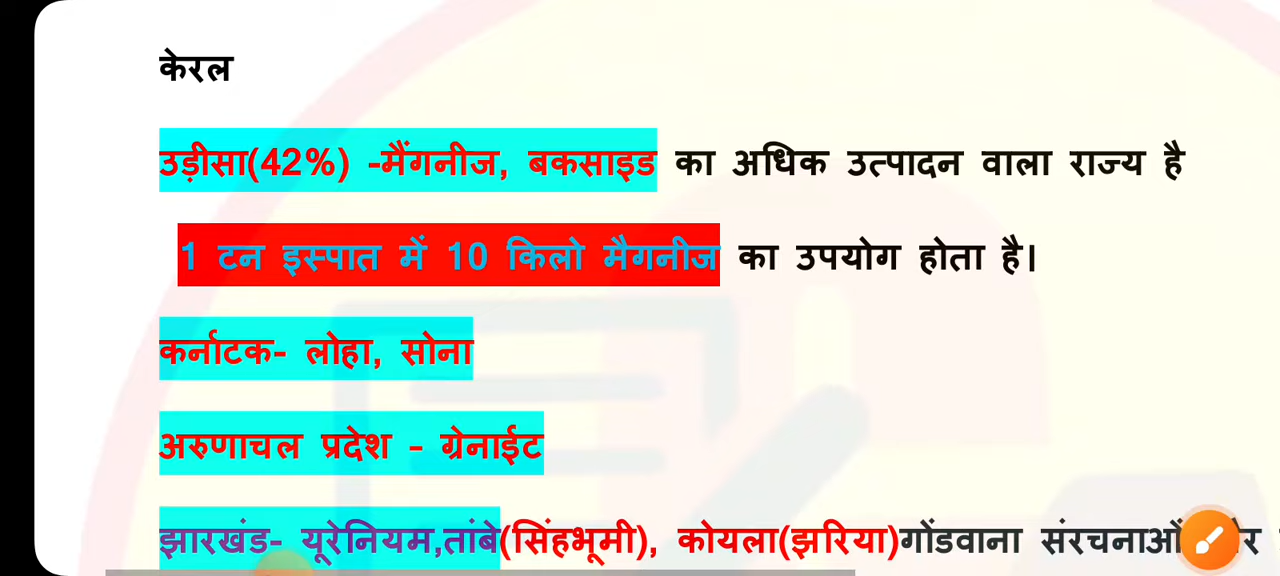 केरल
उड़ीसा(42%) -मैंगनीज, बकसाइड का अधिक उत्पादन वाला राज्य है
1 टन इस्पात में 10 किलो मैगनीज का उपयोग होता है।
कर्नाटक- लोहा, सोना
अरुणाचल प्रदेश - ग्रेनाईट
झारखंड- यूरेनियम,तांबे(सिंहभूमी), कोयला(झरिया)गोंडवाना संरचनाओं